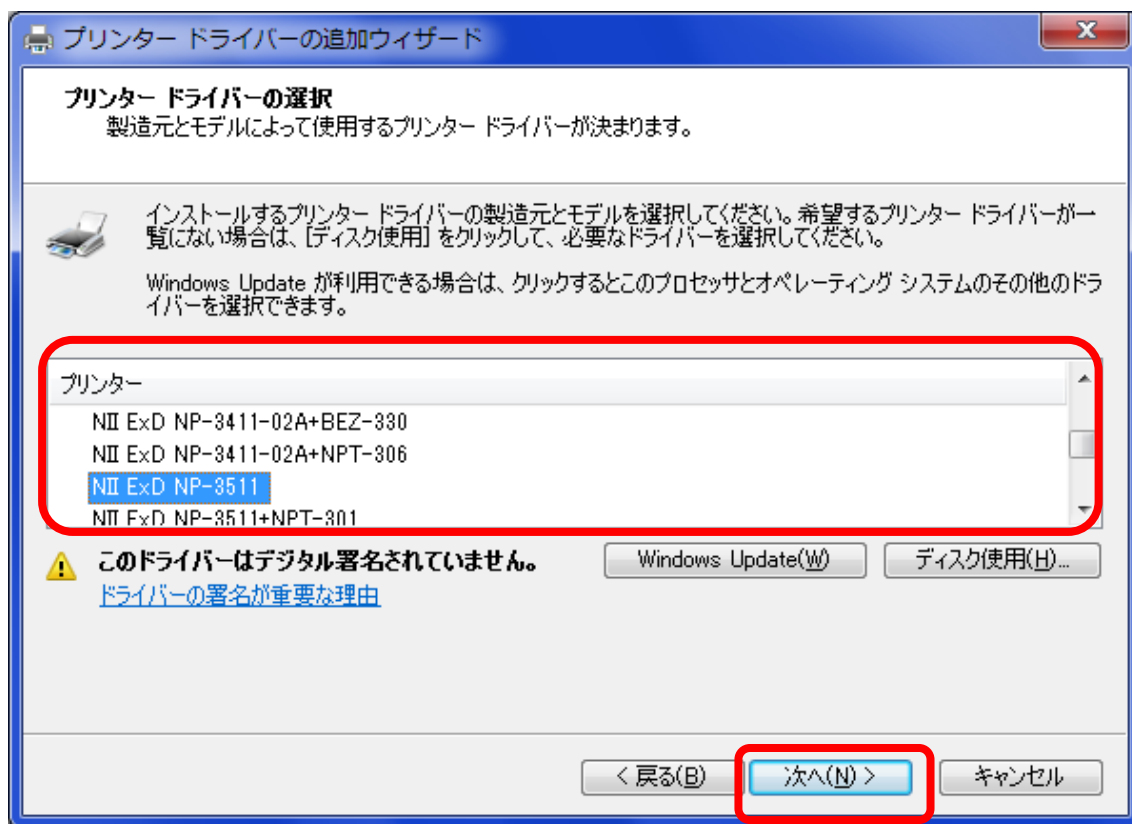 プリンター ドライバーの追加ウィザード
プリンター ドライバーの選択
製造元とモデルによって使用するプリンター ドライバーが決まります。
インストールするプリンター ドライバーの製造元とモデルを選択してください。希望するプリンター ドライバーが一
覧にない場合は、[ディスク使用] をクリックして、必要なドライバーを選択してください。
Windows Update が利用できる場合は、クリックするとこのプロセッサとオペレーティング システムのその他のドラ
イバーを選択できます。
プリンター
NII ExD NP-3411-02A+BEZ-330
NII ExD NP-3411-02A+NPT-306
NII ExD NP-3511
NII ExD NP-3511+NPT-301
このドライバーはデジタル署名されていません。
Windows Update(W)
ディスク使用(H)...
ドライバーの署名が重要な理由
< 戻る(B)
次へ(N) >
キャンセル